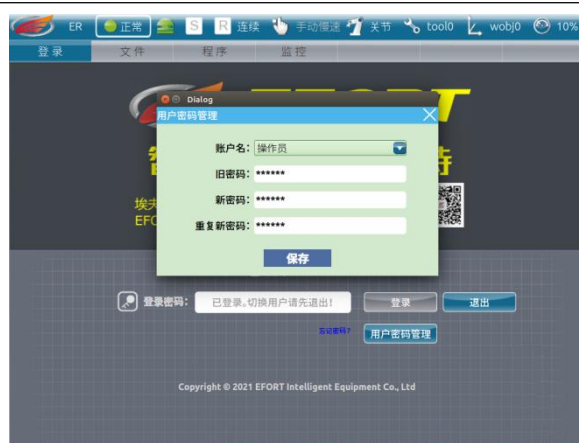 ER 正常 S R 连续 手动慢速 关节 tool0 wobj0 10%
登录 文件 程序 监控
Dialog
用户密码管理
账户名： 操作员
旧密码： ******
新密码： ******
重复新密码： ******
保存
埃夫
EFO
登录密码： 已登录，切换用户请先退出！ 登录 退出
忘记密码？ 用户密码管理
Copyright © 2021 EFORT Intelligent Equipment Co., Ltd